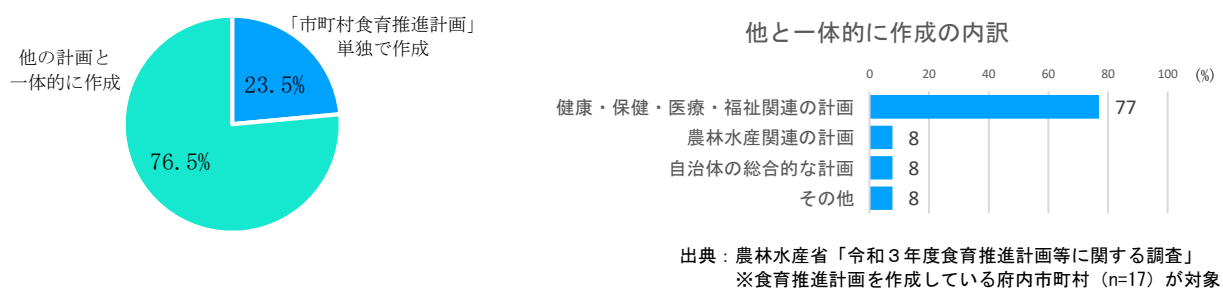 「市町村食育推進計画」
単独で作成
23.5%
他の計画と
一体的に作成
76.5%
他と一体的に作成の内訳
0 20 40 60 80 100 (%)
健康・保健・医療・福祉関連の計画 77
農林水産関連の計画 8
自治体の総合的な計画 8
その他 8
出典：農林水産省「令和３年度食育推進計画等に関する調査」
※食育推進計画を作成している府内市町村（n=17）が対象